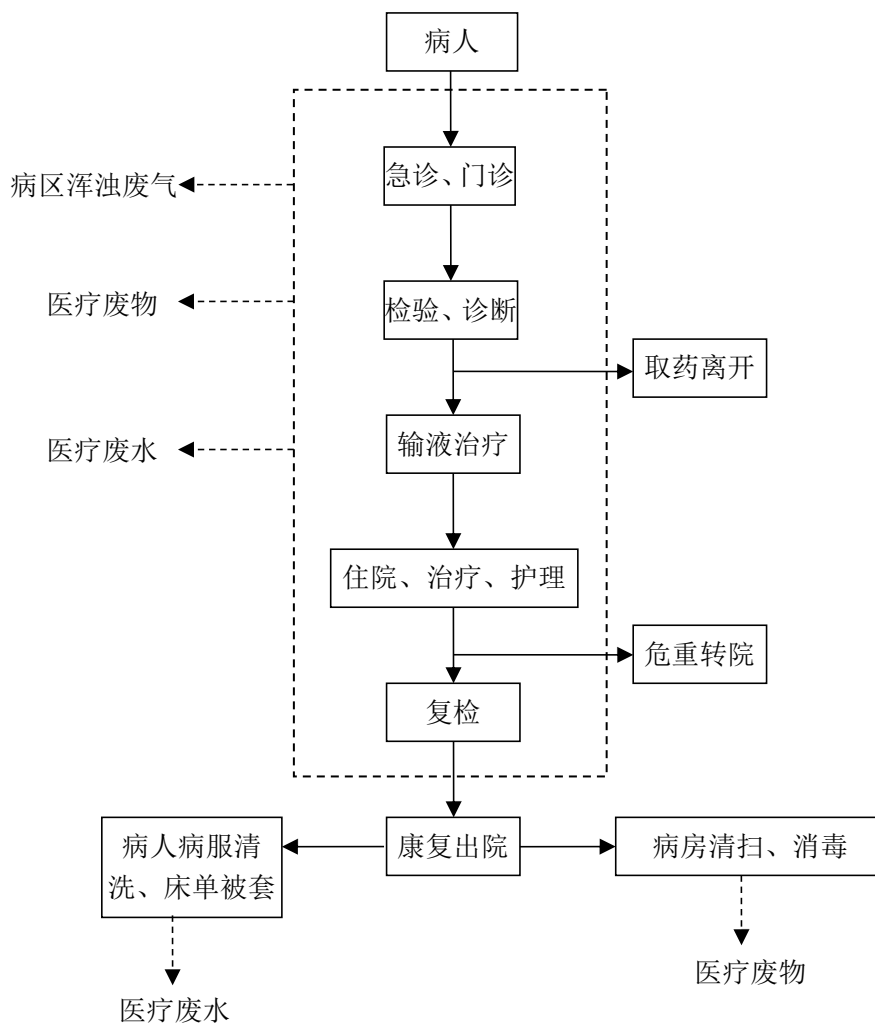 病人
急诊、门诊
病区浑浊废气
医疗废物
检验、诊断
取药离开
输液治疗
医疗废水
住院、治疗、护理
危重转院
复检
病人病服清
洗、床单被套
康复出院
病房清扫、消毒
医疗废物
医疗废水